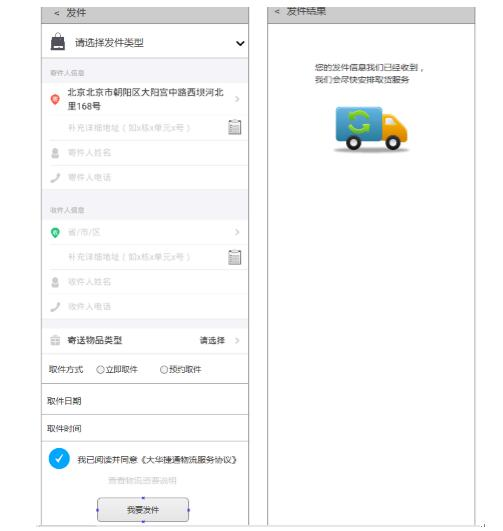 < 发件
请选择发件类型
寄件人信息
北京北京市朝阳区大阳宫中路西坝河北
里168号
补充详细地址（如x栋x单元x号）
寄件人姓名
寄件人电话
收件人信息
省/市/区
补充详细地址（如x栋x单元x号）
收件人姓名
收件人电话
寄送物品类型 请选择
取件方式 立即取件 预约取件
取件日期
取件时间
我已阅读并同意《大华捷通物流服务协议》
查看物流资费说明
我要发件
< 发件结果
您的发件信息我们已经收到，
我们会尽快安排取货服务